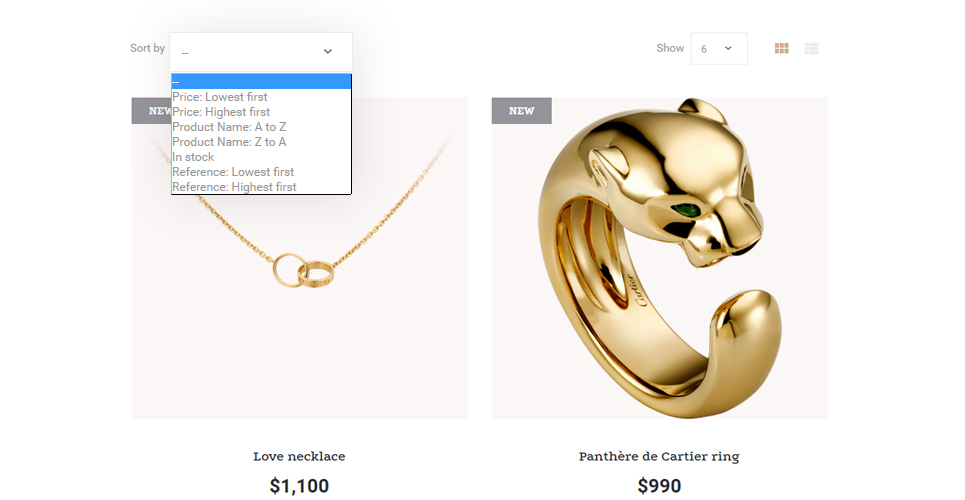 Sort by
–
Show
6
–
Price: Lowest first
Price: Highest first
Product Name: A to Z
Product Name: Z to A
In stock
Reference: Lowest first
Reference: Highest first
NEW
NEW
Cartier
Love necklace
Panthère de Cartier ring
$1,100
$990